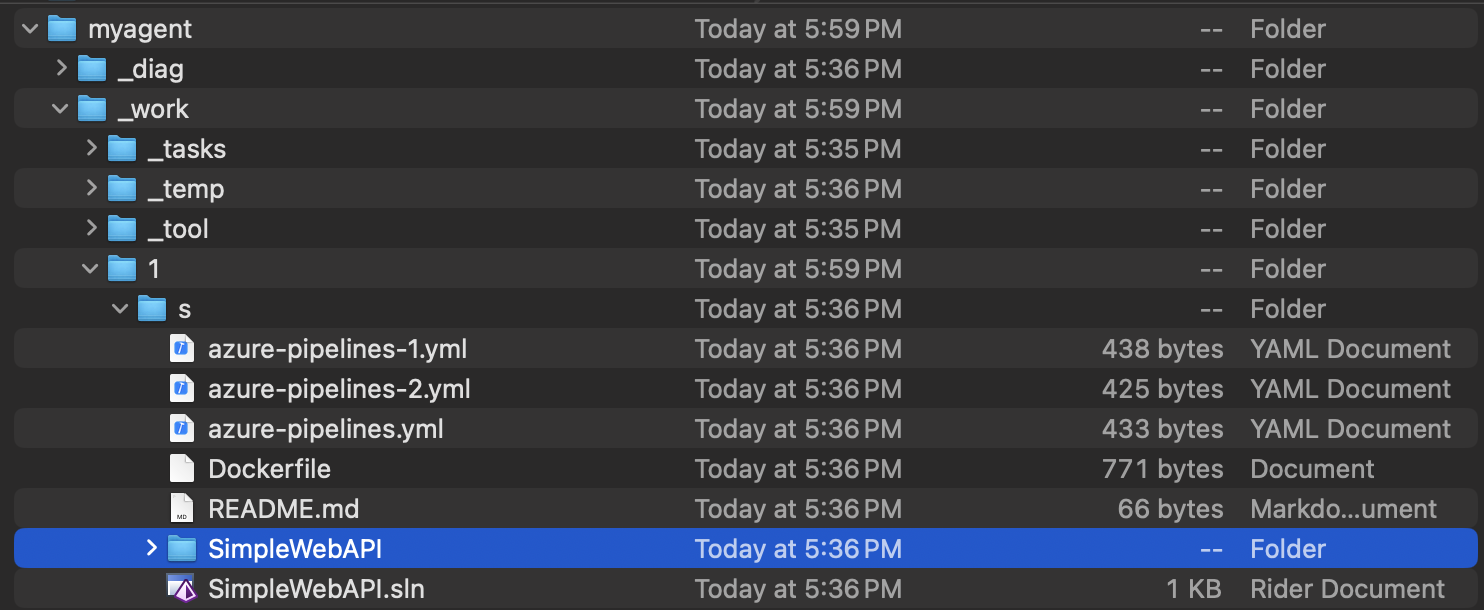 myagent Today at 5:59 PM -- Folder
_diag Today at 5:36 PM -- Folder
_work Today at 5:59 PM -- Folder
_tasks Today at 5:35 PM -- Folder
_temp Today at 5:36 PM -- Folder
_tool Today at 5:35 PM -- Folder
1 Today at 5:59 PM -- Folder
s Today at 5:36 PM -- Folder
azure-pipelines-1.yml Today at 5:36 PM 438 bytes YAML Document
azure-pipelines-2.yml Today at 5:36 PM 425 bytes YAML Document
azure-pipelines.yml Today at 5:36 PM 433 bytes YAML Document
Dockerfile Today at 5:36 PM 771 bytes Document
README.md Today at 5:36 PM 66 bytes Markdo...ument
SimpleWebAPI Today at 5:36 PM -- Folder
SimpleWebAPI.sln Today at 5:36 PM 1 KB Rider Document